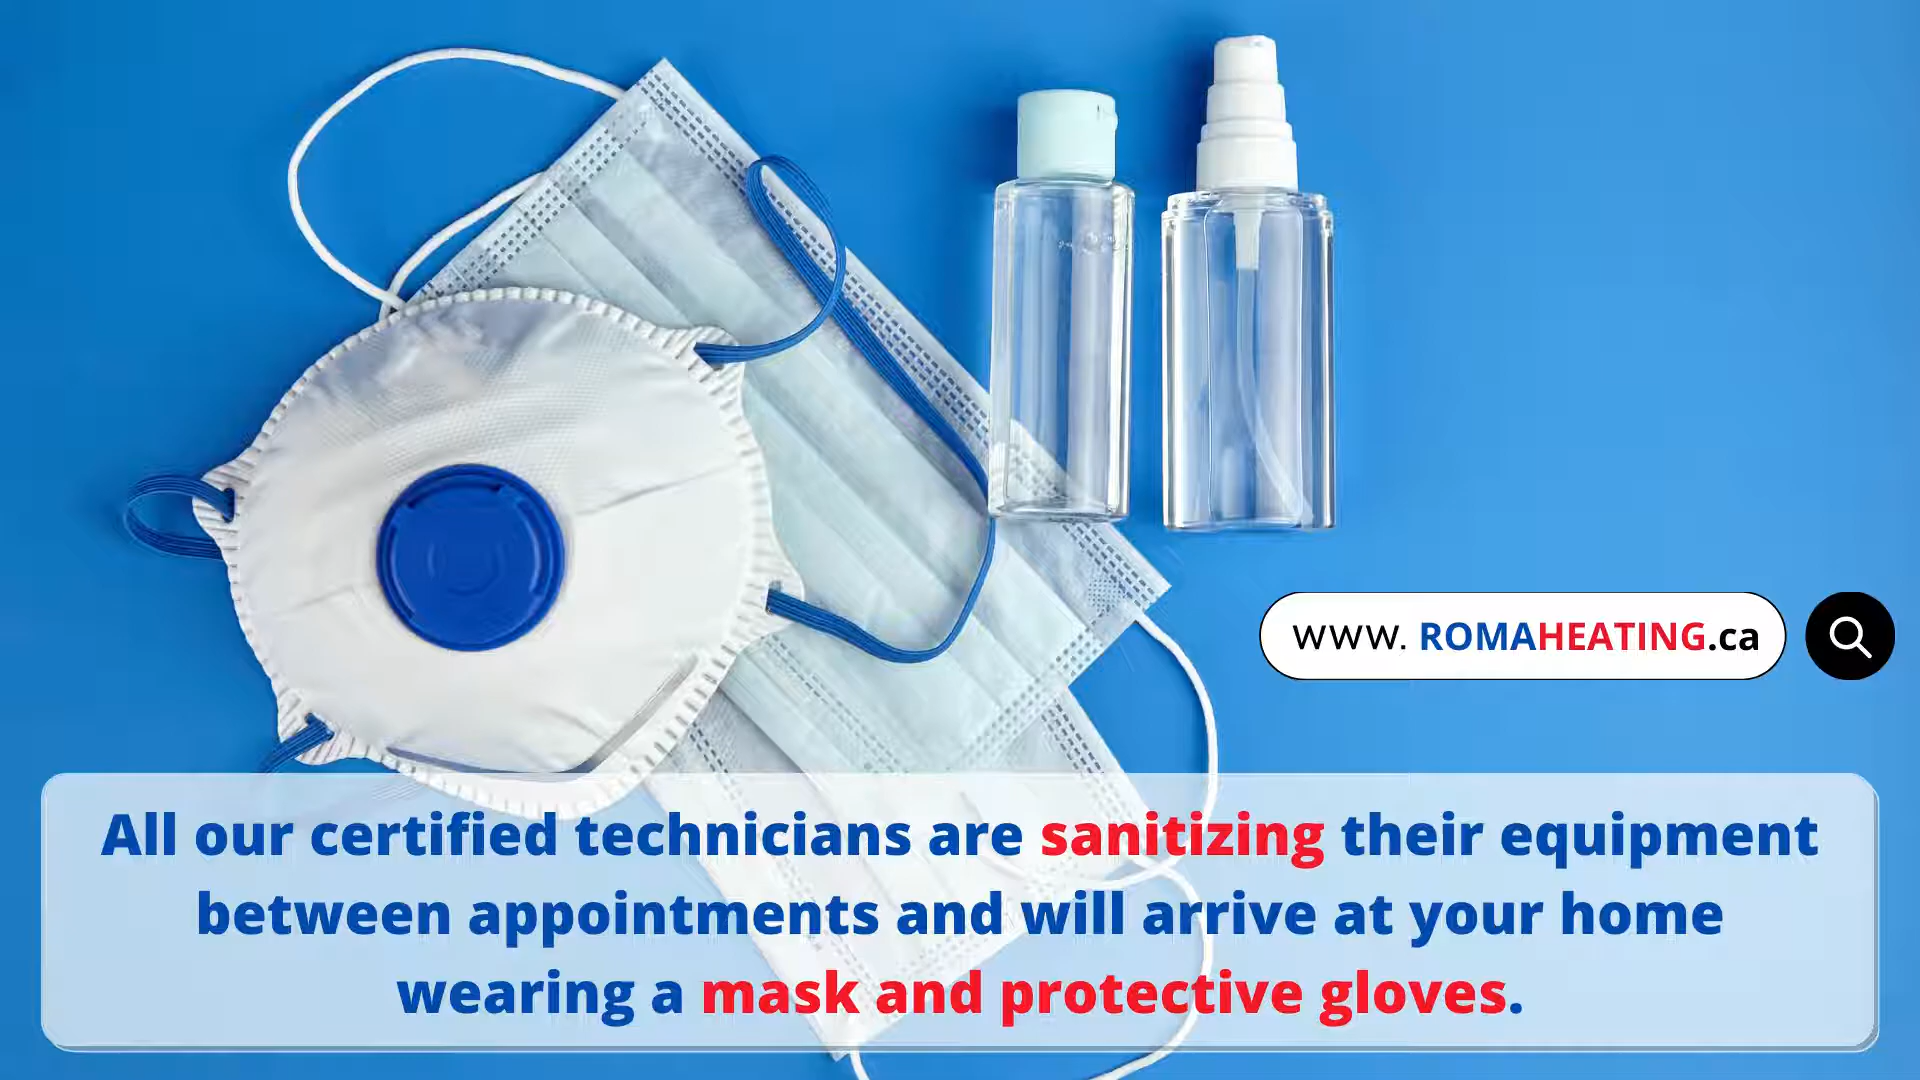 www. ROMAHEATING.ca
All our certified technicians are sanitizing their equipment
between appointments and will arrive at your home
wearing a mask and protective gloves.